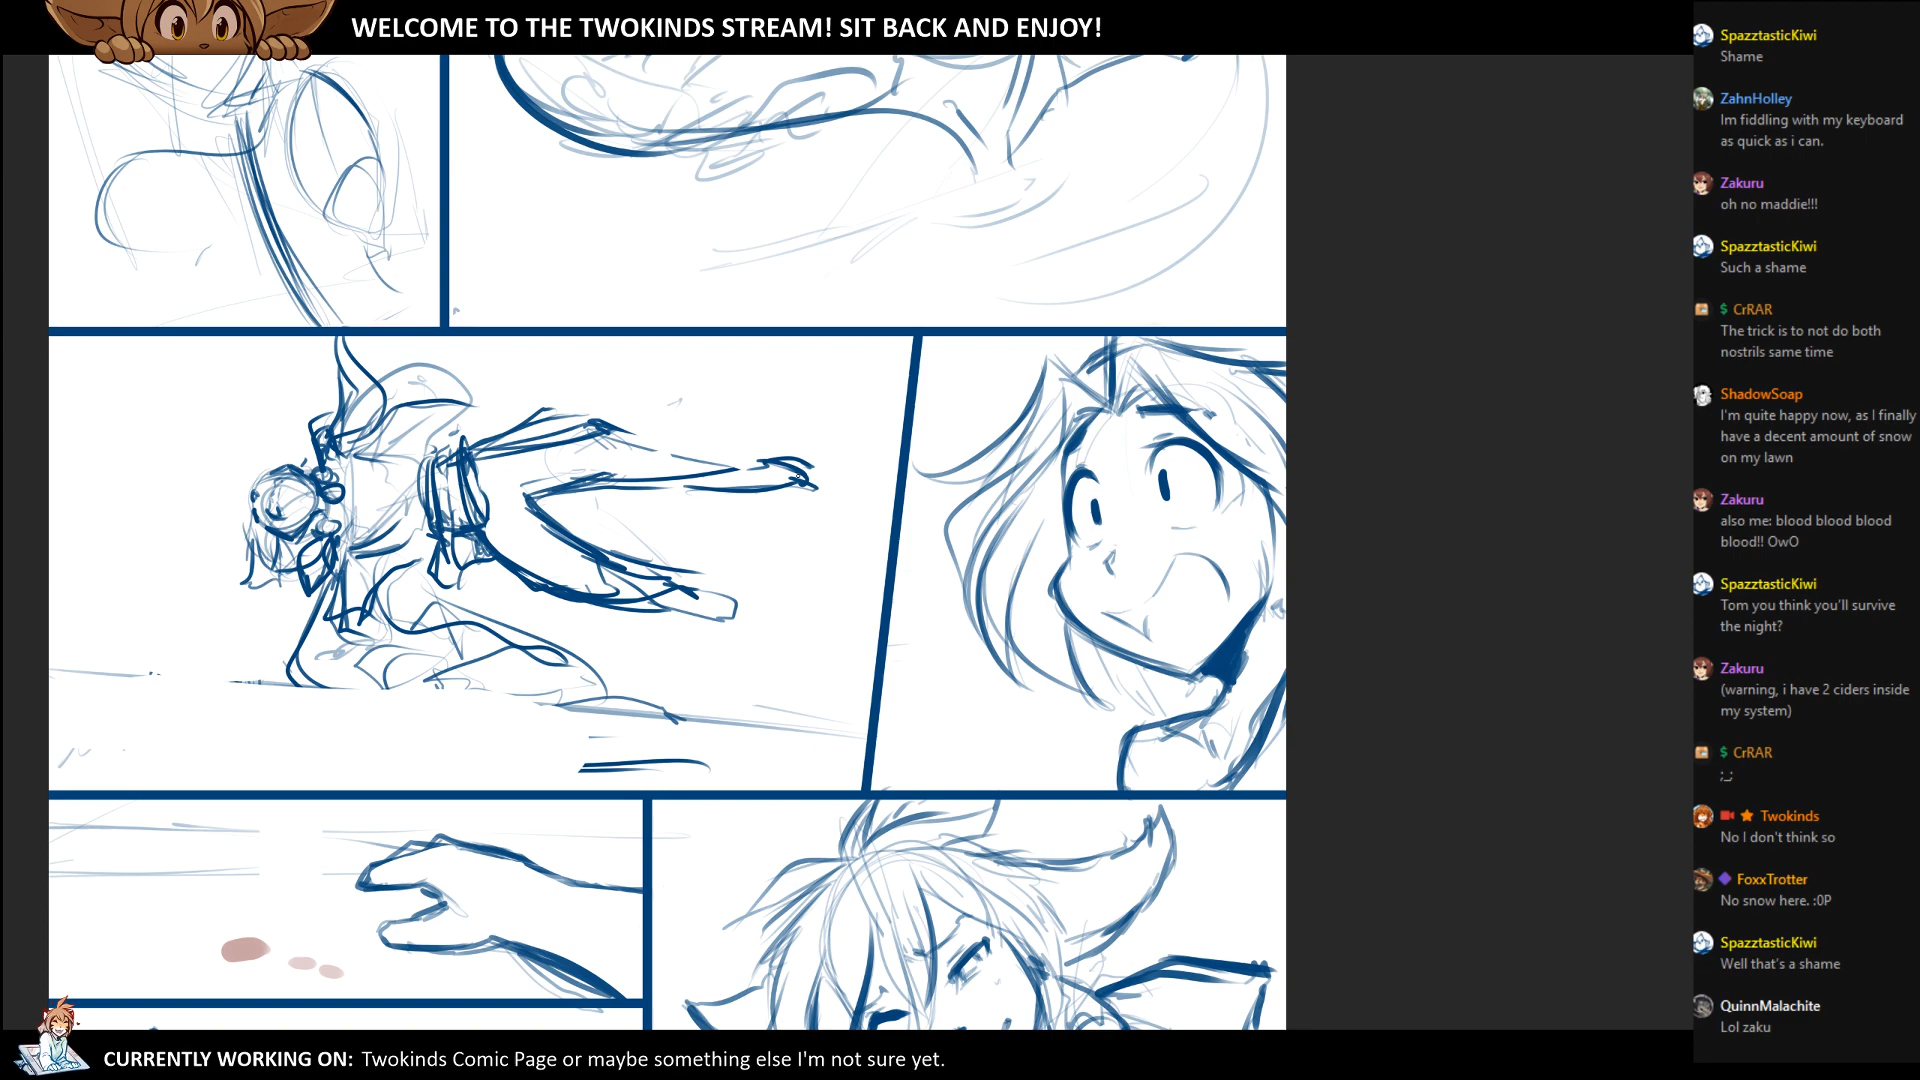 WELCOME TO THE TWOKINDS STREAM! SIT BACK AND ENJOY!
SpazztasticKiwi
Shame
ZahnHolley
Im fiddling with my keyboard
as quick as i can.
Zakuru
oh no maddie!!!
SpazztasticKiwi
Such a shame
$ CrRAR
The trick is to not do both
nostrils same time
ShadowSoap
I'm quite happy now, as I finally
have a decent amount of snow
on my lawn
Zakuru
also me: blood blood blood
blood!! OwO
SpazztasticKiwi
Tom you think you'll survive
the night?
Zakuru
(warning, i have 2 ciders inside
my system)
$ CrRAR
;_;
Twokinds
No I don't think so
FoxxTrotter
No snow here. :0P
SpazztasticKiwi
Well that's a shame
QuinnMalachite
Lol zaku
CURRENTLY WORKING ON: Twokinds Comic Page or maybe something else I'm not sure yet.